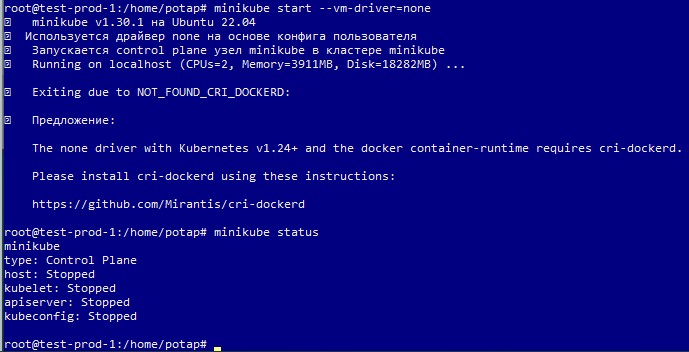 root@test-prod-1:/home/potap# minikube start --vm-driver=none
minikube v1.30.1 на Ubuntu 22.04
Используется драйвер none на основе конфига пользователя
Запускается control plane узел minikube в кластере minikube
Running on localhost (CPUs=2, Memory=3911MB, Disk=18282MB) ...
Exiting due to NOT_FOUND_CRI_DOCKERD:
Предложение:
The none driver with Kubernetes v1.24+ and the docker container-runtime requires cri-dockerd.
Please install cri-dockerd using these instructions:
https://github.com/Mirantis/cri-dockerd
root@test-prod-1:/home/potap# minikube status
minikube
type: Control Plane
host: Stopped
kubelet: Stopped
apiserver: Stopped
kubeconfig: Stopped
root@test-prod-1:/home/potap#